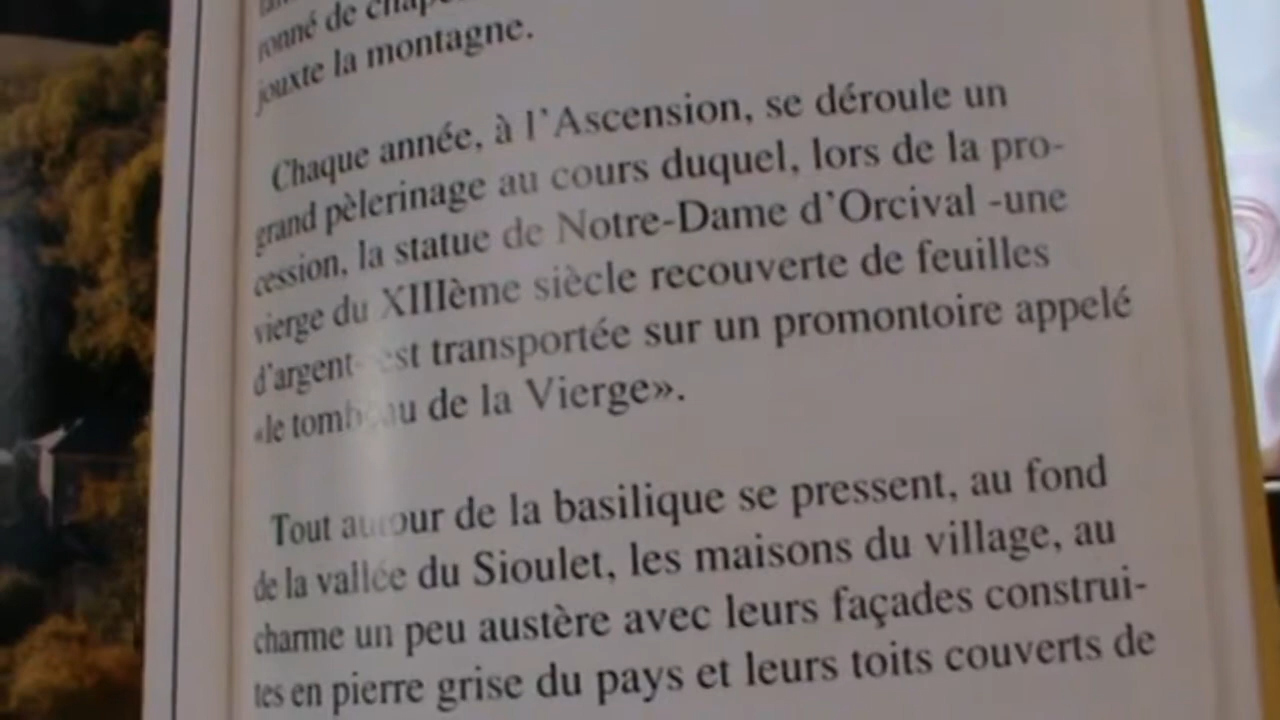 ronné de
jouxte la montagne.
Chaque année, à l'Ascension, se déroule un
grand pèlerinage au cours duquel, lors de la pro-
cession, la statue de Notre-Dame d'Orcival -une
vierge du XIIIème siècle recouverte de feuilles
d'argent- est transportée sur un promontoire appelé
«le tombeau de la Vierge».
Tout autour de la basilique se pressent, au fond
de la vallée du Sioulet, les maisons du village, au
charme un peu austère avec leurs façades construi-
tes en pierre grise du pays et leurs toits couverts de